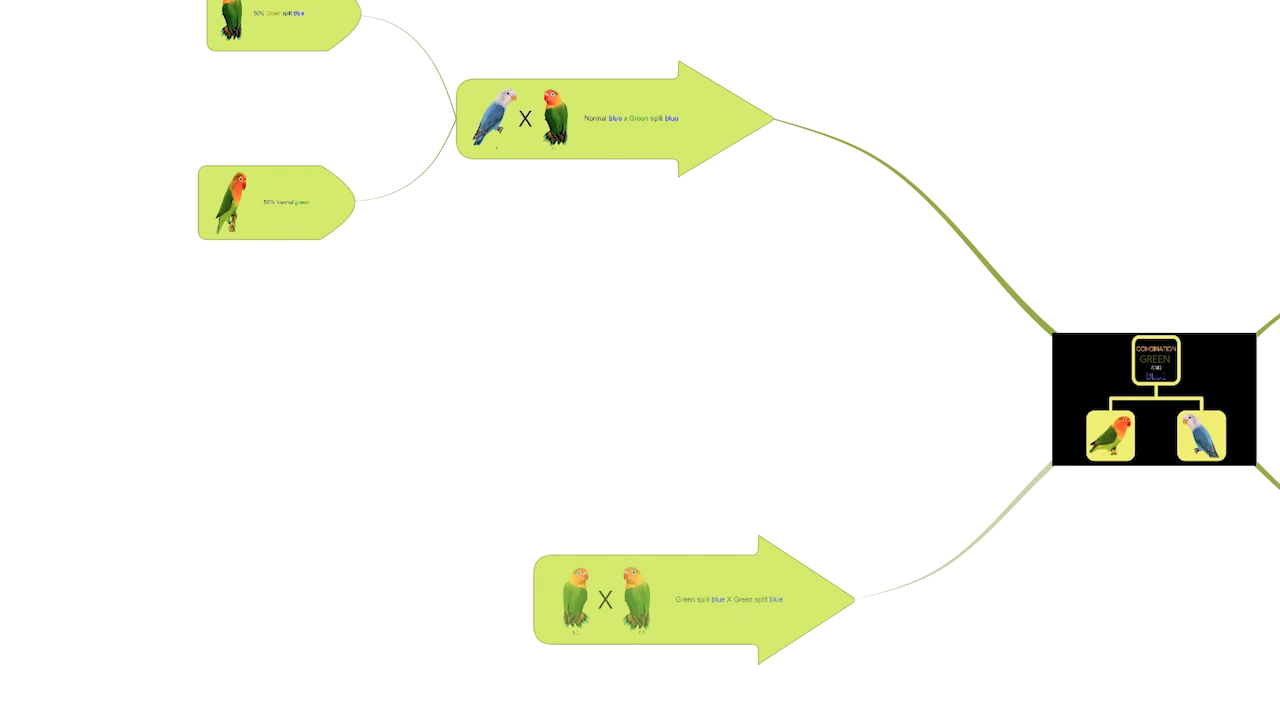 50% Green split blue
X
Normal blue x Green split blue
50% Normal green
COMBINATION
GREEN
AND
BLUE
X
Green split blue X Green split blue